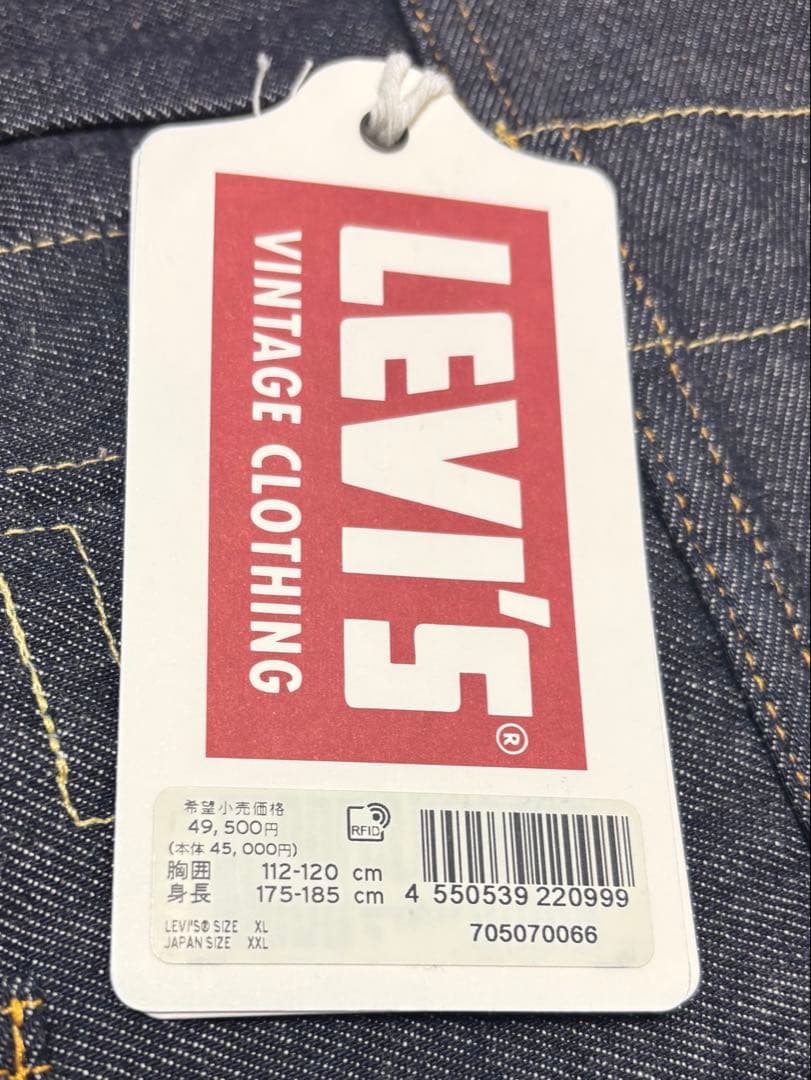 LEVI'S®
VINTAGE CLOTHING
希望小売価格
49,500円
(本体 45,000円)
RFID
胸囲 112-120 cm
身長 175-185 cm
4 550539 220999
LEVI'S® SIZE XL
JAPAN SIZE XXL
705070066